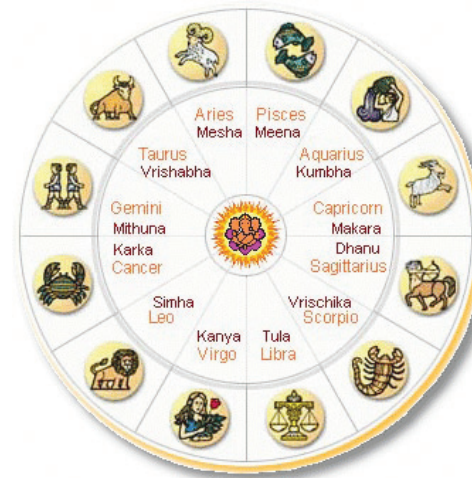 Aries
Mesha
Pisces
Meena
Taurus
Vrishabha
Aquarius
Kumbha
Gemini
Mithuna
Capricorn
Makara
Karka
Cancer
Dhanu
Sagittarius
Simha
Leo
Vrischika
Scorpio
Kanya
Virgo
Tula
Libra